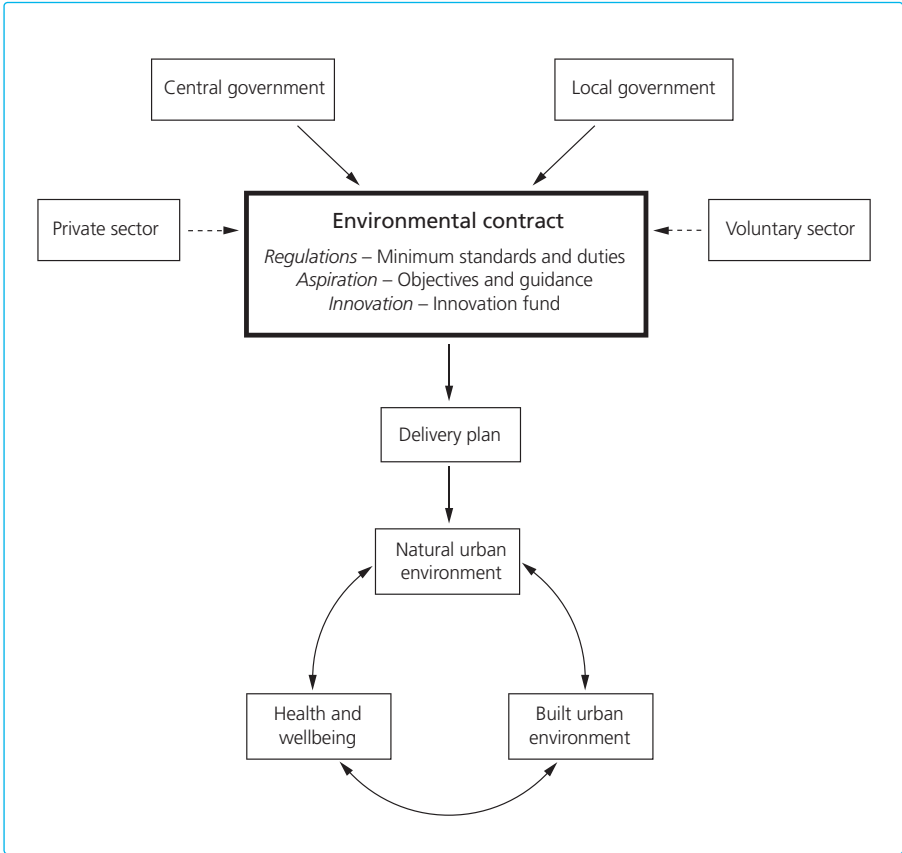 Central government
Local government
Private sector
Environmental contract
Regulations – Minimum standards and duties
Aspiration – Objectives and guidance
Innovation – Innovation fund
Voluntary sector
Delivery plan
Natural urban
environment
Health and
wellbeing
Built urban
environment